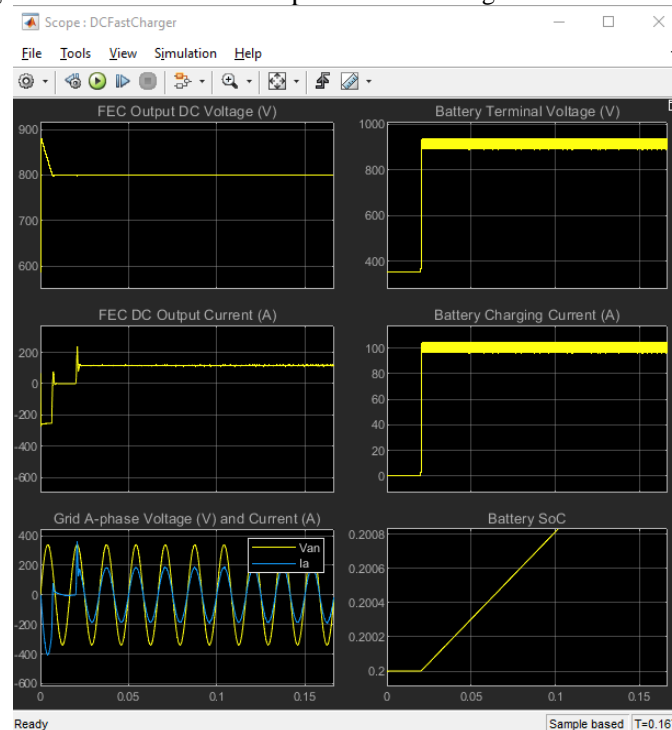 Scope : DCFastCharger
File Tools View Simulation Help
FEC Output DC Voltage (V)
900
800
700
600
Battery Terminal Voltage (V)
1000
800
600
400
FEC DC Output Current (A)
200
0
-200
-400
-600
Battery Charging Current (A)
100
80
60
40
20
0
Grid A-phase Voltage (V) and Current (A)
Van
Ia
400
200
0
-200
-400
-600
0 0.05 0.1 0.15
Battery SoC
0.2008
0.2006
0.2004
0.2002
0.2
0 0.05 0.1 0.15
Ready
Sample based T=0.16